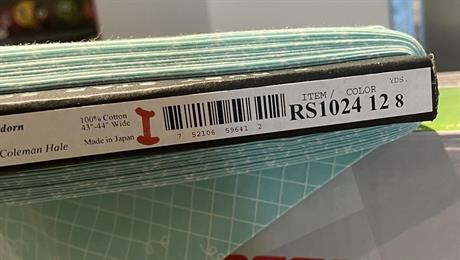 dorn
Coleman Hale
100% Cotton
43"-44" Wide
Made in Japan
7 52106 59641 2
ITEM / COLOR YDS.
RS1024 12 8